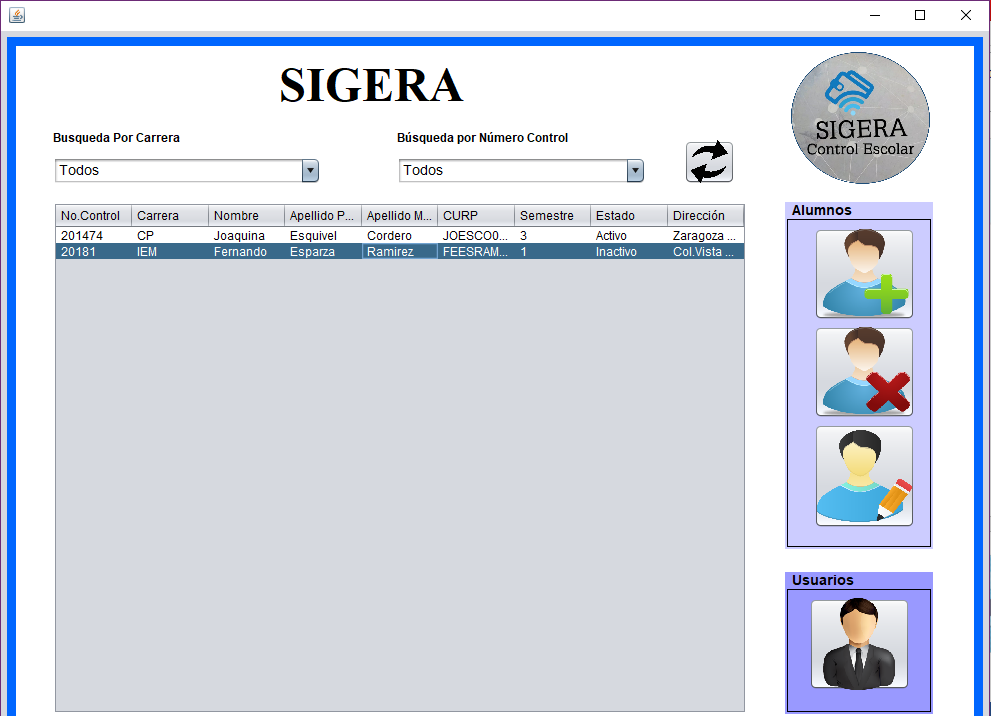 SIGERA
SIGERA
Control Escolar
Busqueda Por Carrera
Búsqueda por Número Control
Todos
Todos
No.Control Carrera Nombre Apellido P... Apellido M... CURP Semestre Estado Dirección
201474 CP Joaquina Esquivel Cordero JOESCO0... 3 Activo Zaragoza ...
20181 IEM Fernando Esparza Ramirez FEESRAM... 1 Inactivo Col.Vista ...
Alumnos
Usuarios